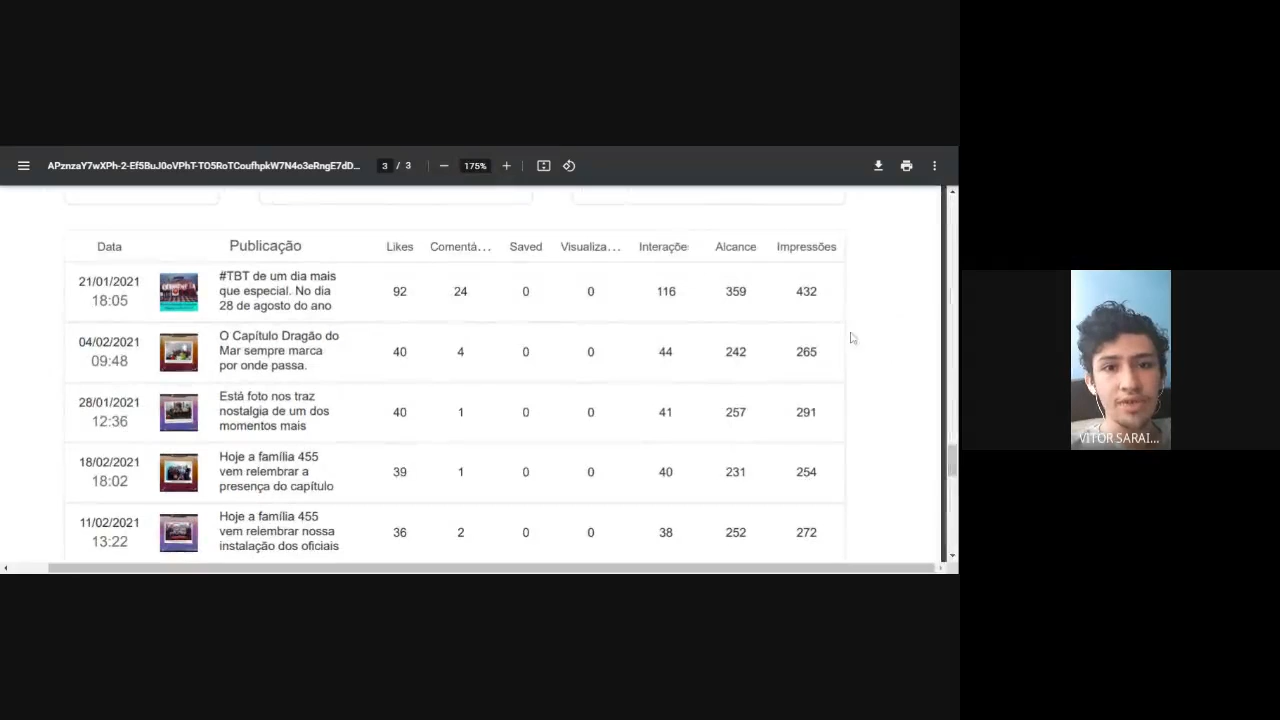 APznzaY7wXPh-2-Ef5BuJ0oVPhT-TO5RoTCoufhpkW7N4o3eRngE7dD... 3 / 3 175%
Data Publicação Likes Comentá... Saved Visualiza... Interaçõe Alcance Impressões
21/01/2021
18:05
#TBT de um dia mais
que especial. No dia
28 de agosto do ano
92 24 0 0 116 359 432
04/02/2021
09:48
O Capítulo Dragão do
Mar sempre marca
por onde passa.
40 4 0 0 44 242 265
28/01/2021
12:36
Está foto nos traz
nostalgia de um dos
momentos mais
40 1 0 0 41 257 291
18/02/2021
18:02
Hoje a família 455
vem relembrar a
presença do capítulo
39 1 0 0 40 231 254
11/02/2021
13:22
Hoje a família 455
vem relembrar nossa
instalação dos oficiais
36 2 0 0 38 252 272
VITOR SARAI...